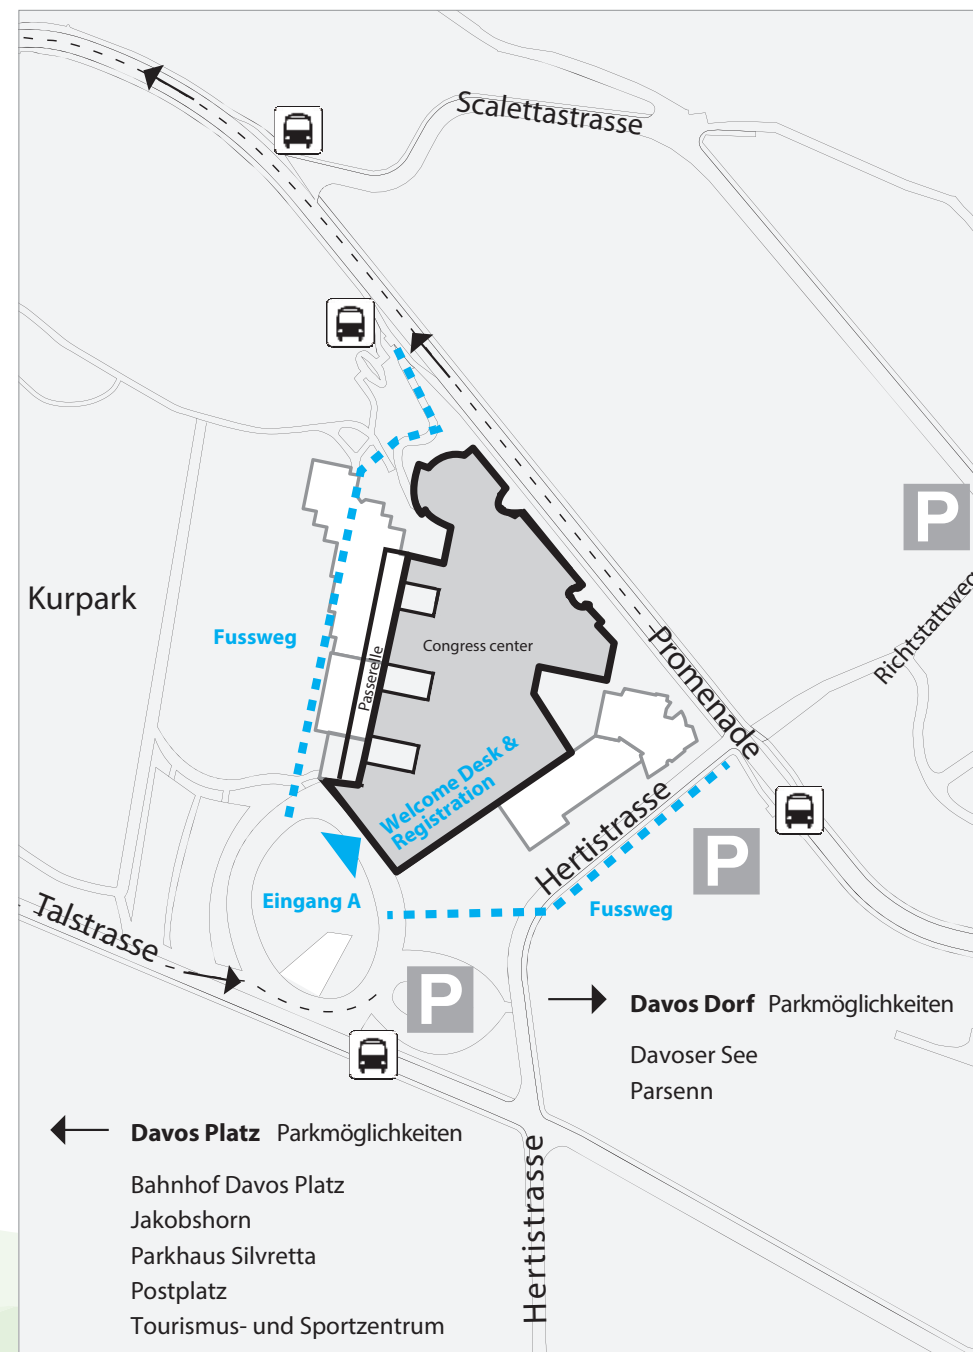 Scalettastrasse
P
Kurpark
Richtstattweg
Fussweg
Passerelle
Congress center
Promenade
Welcome Desk &
Registration
Hertistrasse
P
Eingang A
Fussweg
Talstrasse
P
Davos Dorf Parkmöglichkeiten
Davoser See
Parsenn
Davos Platz Parkmöglichkeiten
Bahnhof Davos Platz
Jakobshorn
Parkhaus Silvretta
Postplatz
Tourismus- und Sportzentrum
Hertistrasse